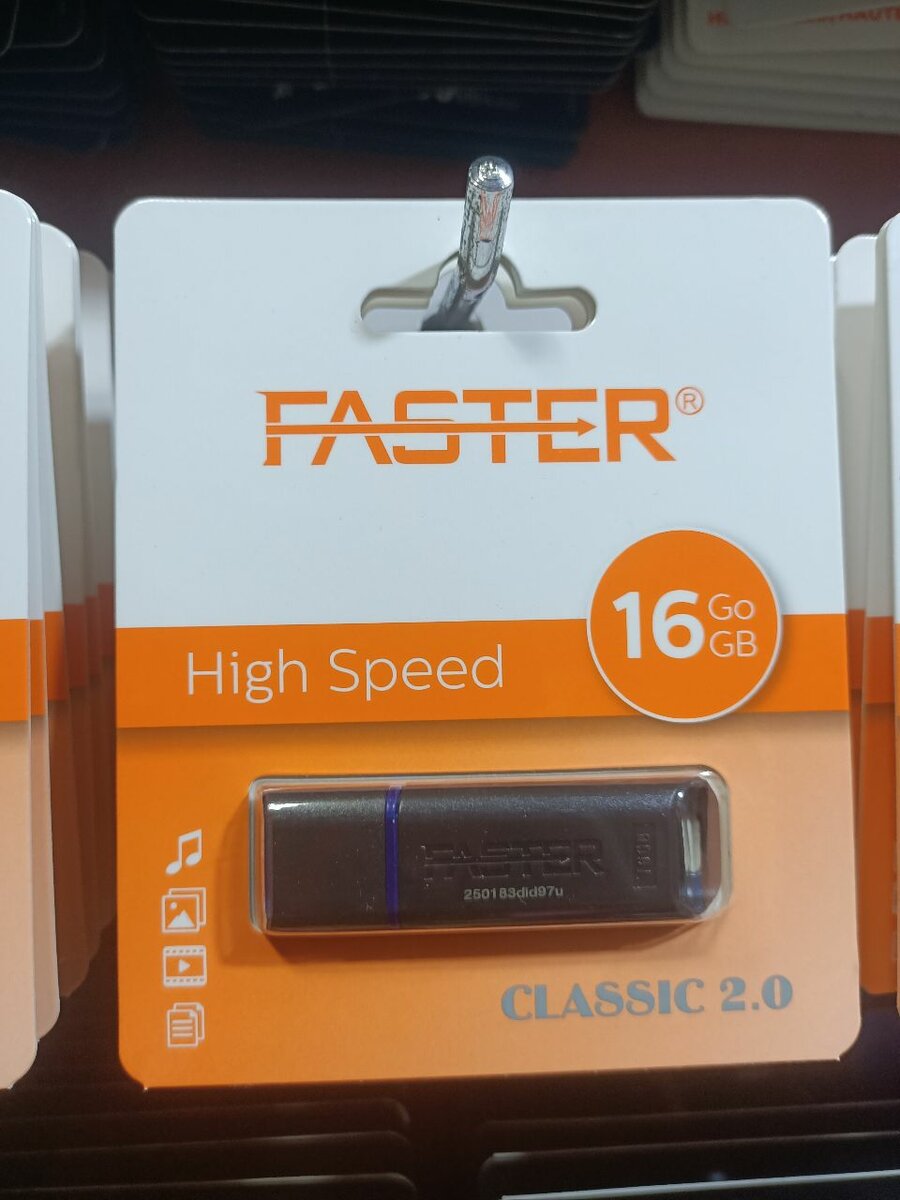 FASTER®
16 Go
GB
High Speed
FASTER
16GB
250183did97u
CLASSIC 2.0